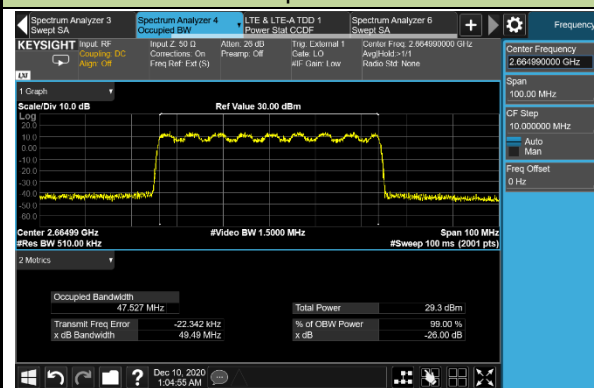 Spectrum Analyzer 3
Swept SA
Spectrum Analyzer 4
Occupied BW
LTE & LTE-A TDD 1
Power Stat CCDF
Spectrum Analyzer 6
Swept SA
Frequency
KEYSIGHT
Input: RF
Coupling: DC
Align: Off
Input Z: 50 Ω
Corrections: On
Freq Ref: Ext (S)
Atten: 26 dB
Preamp: Off
Trig: External 1
Gate: LO
#IF Gain: Low
Center Freq: 2.664990000 GHz
Avg|Hold:>1/1
Radio Std: None
LXI
Center Frequency
2.664990000 GHz
Span
100.00 MHz
CF Step
10.000000 MHz
Auto
Man
Freq Offset
0 Hz
1 Graph
Scale/Div 10.0 dB
Ref Value 30.00 dBm
Log
20.0
10.0
0.00
-10.0
-20.0
-30.0
-40.0
-50.0
-60.0
Center 2.66499 GHz
#Video BW 1.5000 MHz
Span 100 MHz
#Res BW 510.00 kHz
#Sweep 100 ms (2001 pts)
2 Metrics
Occupied Bandwidth
47.527 MHz
Total Power 29.3 dBm
Transmit Freq Error -22.342 kHz
% of OBW Power 99.00 %
x dB Bandwidth 49.49 MHz
x dB -26.00 dB
Dec 10, 2020
1:04:55 AM